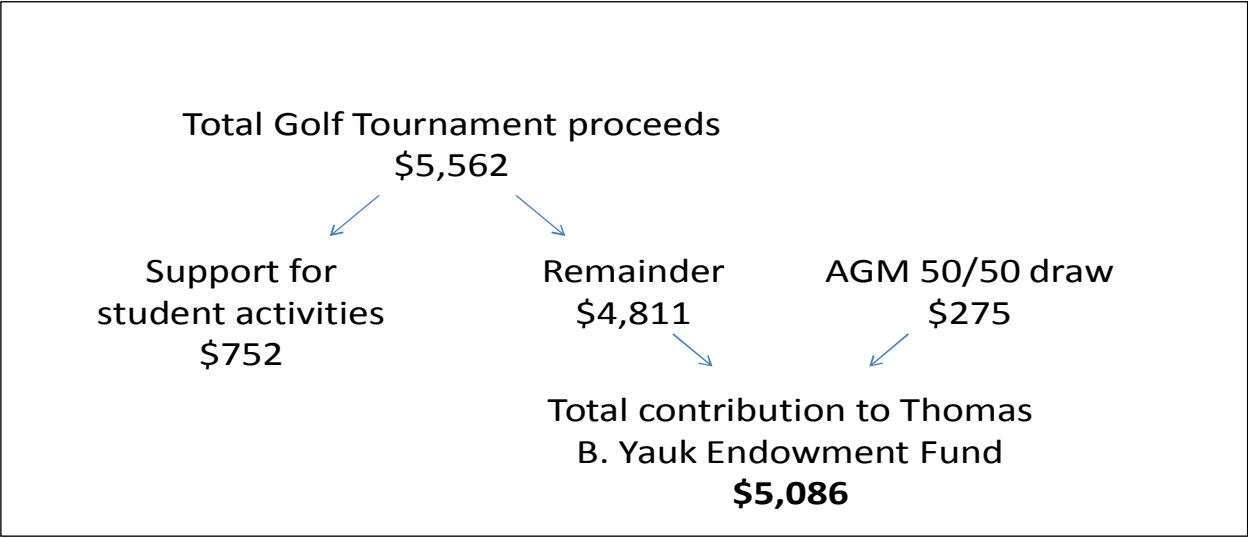 Total Golf Tournament proceeds
$5,562
Support for
student activities
$752
Remainder
$4,811
AGM 50/50 draw
$275
Total contribution to Thomas
B. Yauk Endowment Fund
$5,086